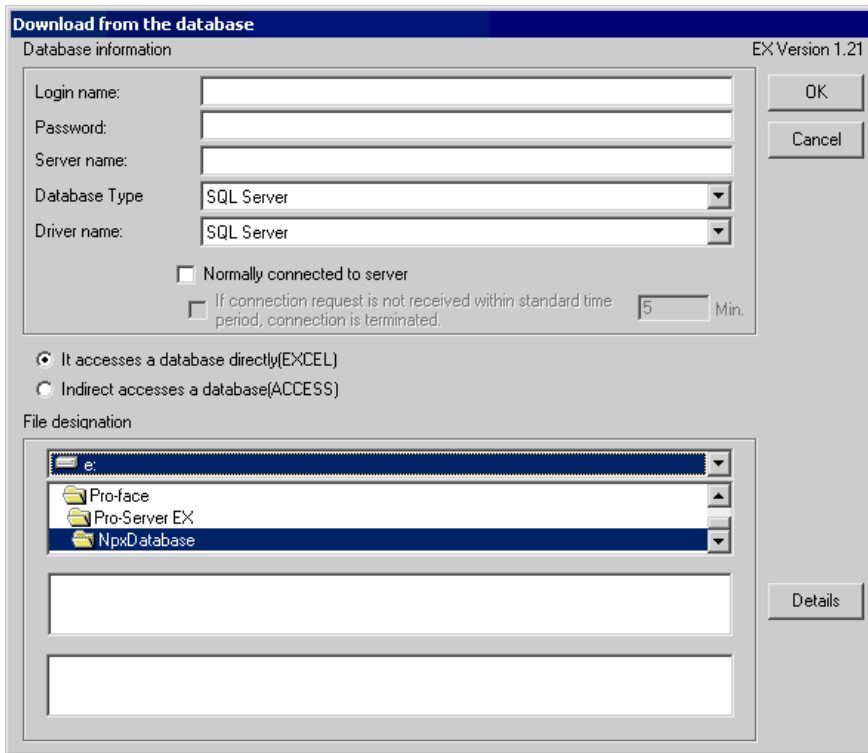 Download from the database
Database information
EX Version 1.21
Login name:
OK
Password:
Cancel
Server name:
Database Type
SQL Server
Driver name:
SQL Server
Normally connected to server
If connection request is not received within standard time
period, connection is terminated.
5
Min.
It accesses a database directly(EXCEL)
Indirect accesses a database(ACCESS)
File designation
e:
Pro-face
Pro-Server EX
NpxDatabase
Details